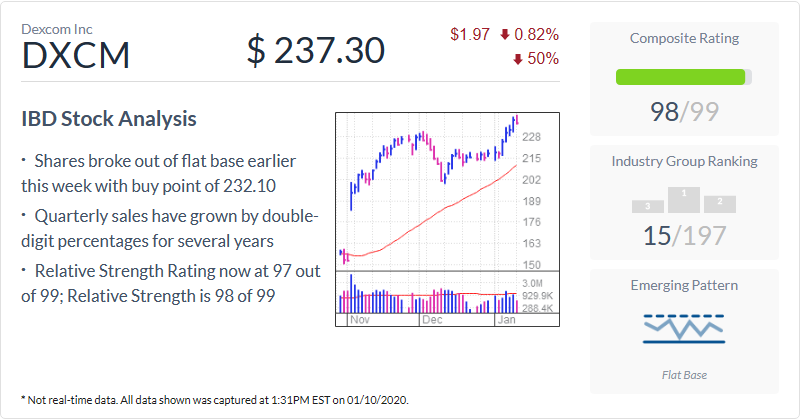 Dexcom Inc
DXCM
$ 237.30
$1.97 0.82%
50%
IBD Stock Analysis
· Shares broke out of flat base earlier
this week with buy point of 232.10
· Quarterly sales have grown by double-
digit percentages for several years
· Relative Strength Rating now at 97 out
of 99; Relative Strength is 98 of 99
228
215
202
189
176
163
150
3.0M
929.9K
288.4K
Nov Dec Jan
Composite Rating
98/99
Industry Group Ranking
3 1 2
15/197
Emerging Pattern
Flat Base
* Not real-time data. All data shown was captured at 1:31PM EST on 01/10/2020.